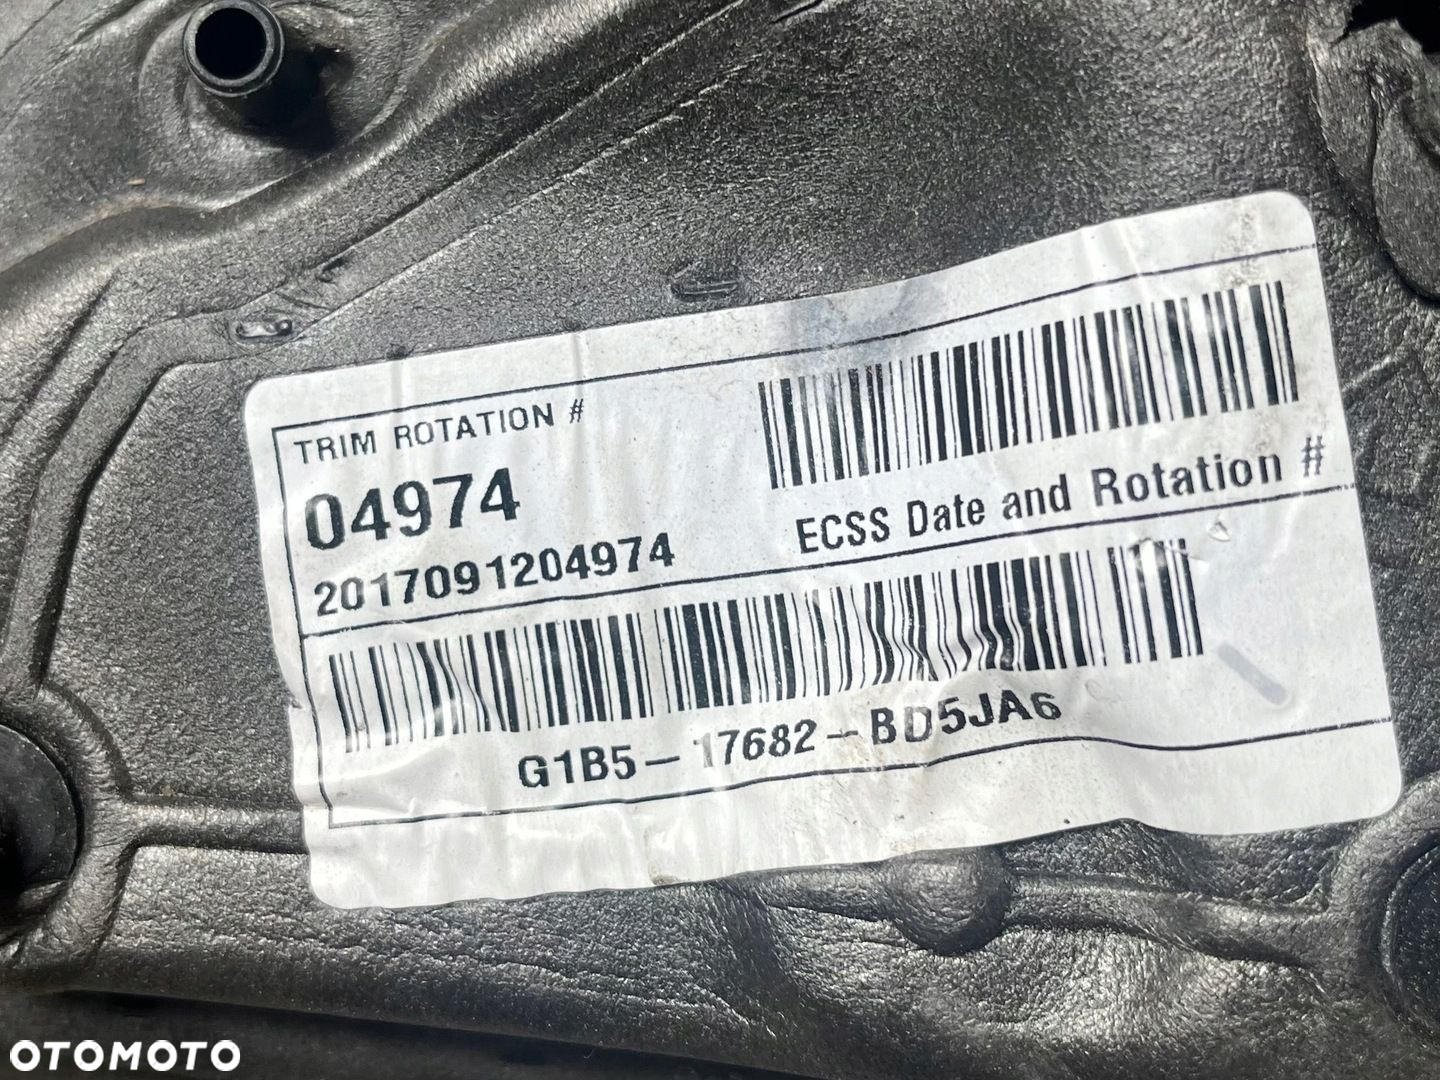 TRIM ROTATION #
04974
2017091204974
ECSS Date and Rotation #
G1B5-17682-BD5JA6
OTOMOTO